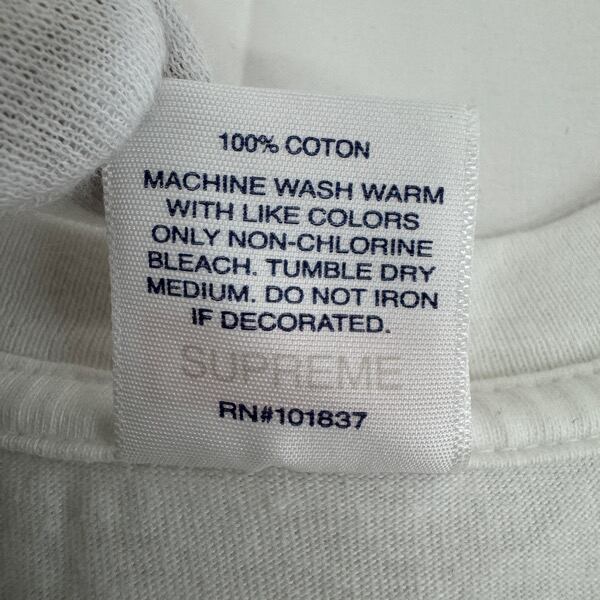 100% COTON
MACHINE WASH WARM
WITH LIKE COLORS
ONLY NON-CHLORINE
BLEACH. TUMBLE DRY
MEDIUM. DO NOT IRON
IF DECORATED.
SUPREME
RN#101837